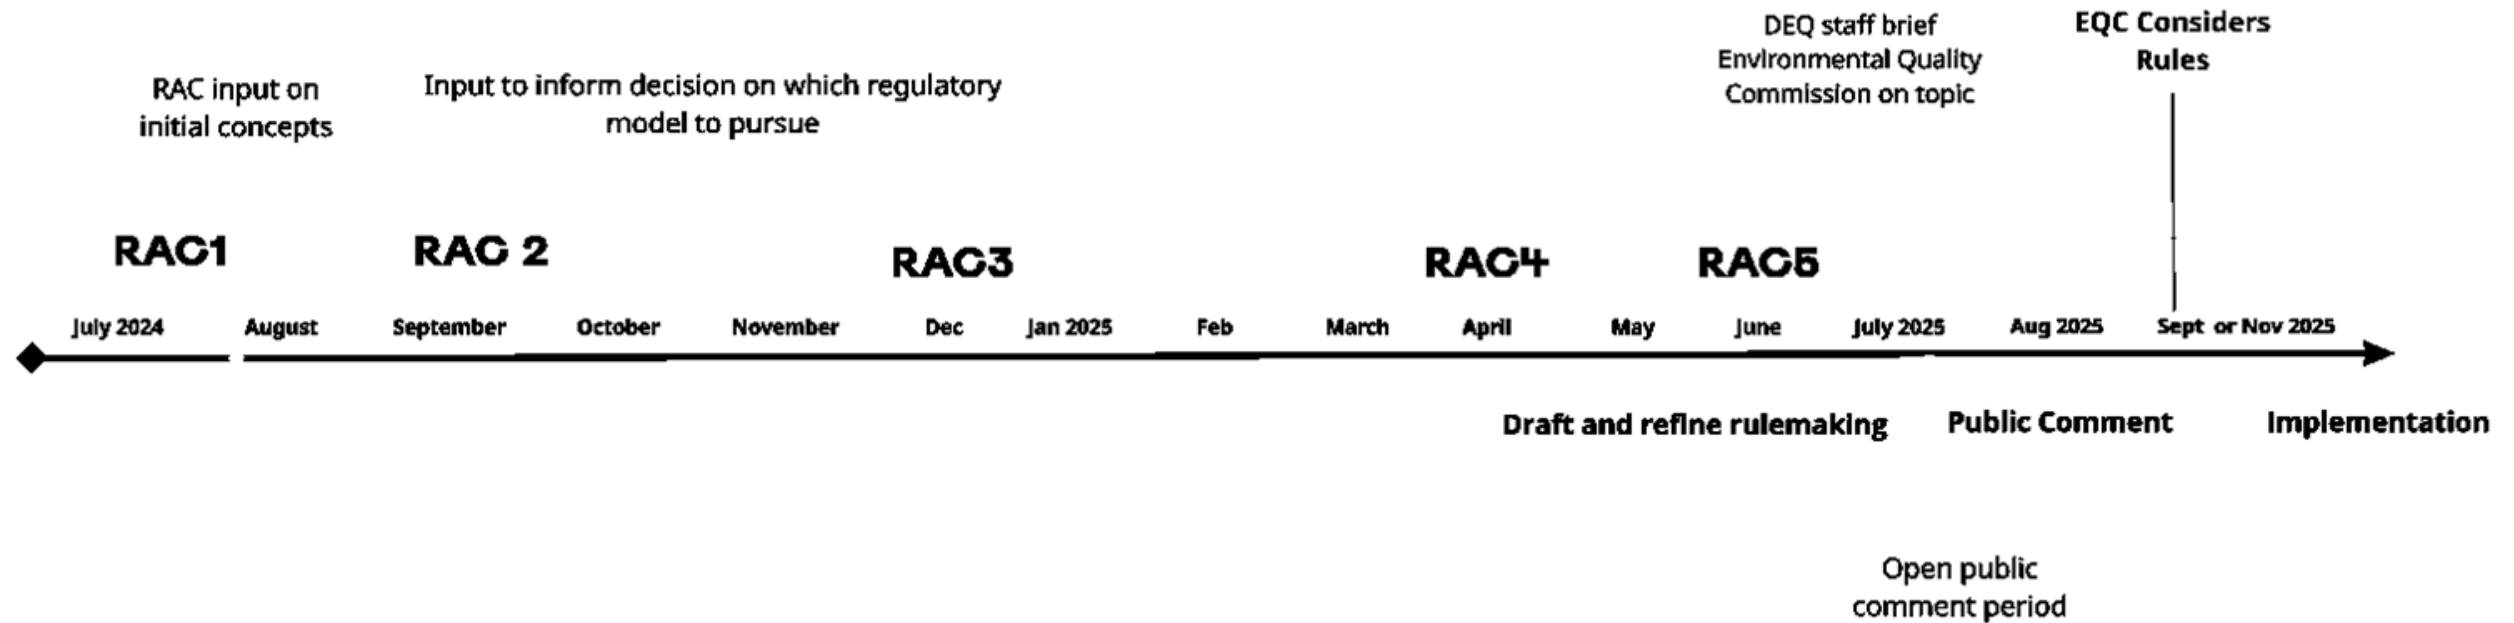 RAC input on
initial concepts
Input to inform decision on which regulatory
model to pursue
DEQ staff brief
Environmental Quality
Commission on topic
EQC Considers
Rules
RAC1
RAC 2
RAC3
RAC4
RAC5
July 2024 August September October November Dec Jan 2025 Feb March April May June July 2025 Aug 2025 Sept or Nov 2025
Draft and refine rulemaking
Public Comment
Implementation
Open public
comment period